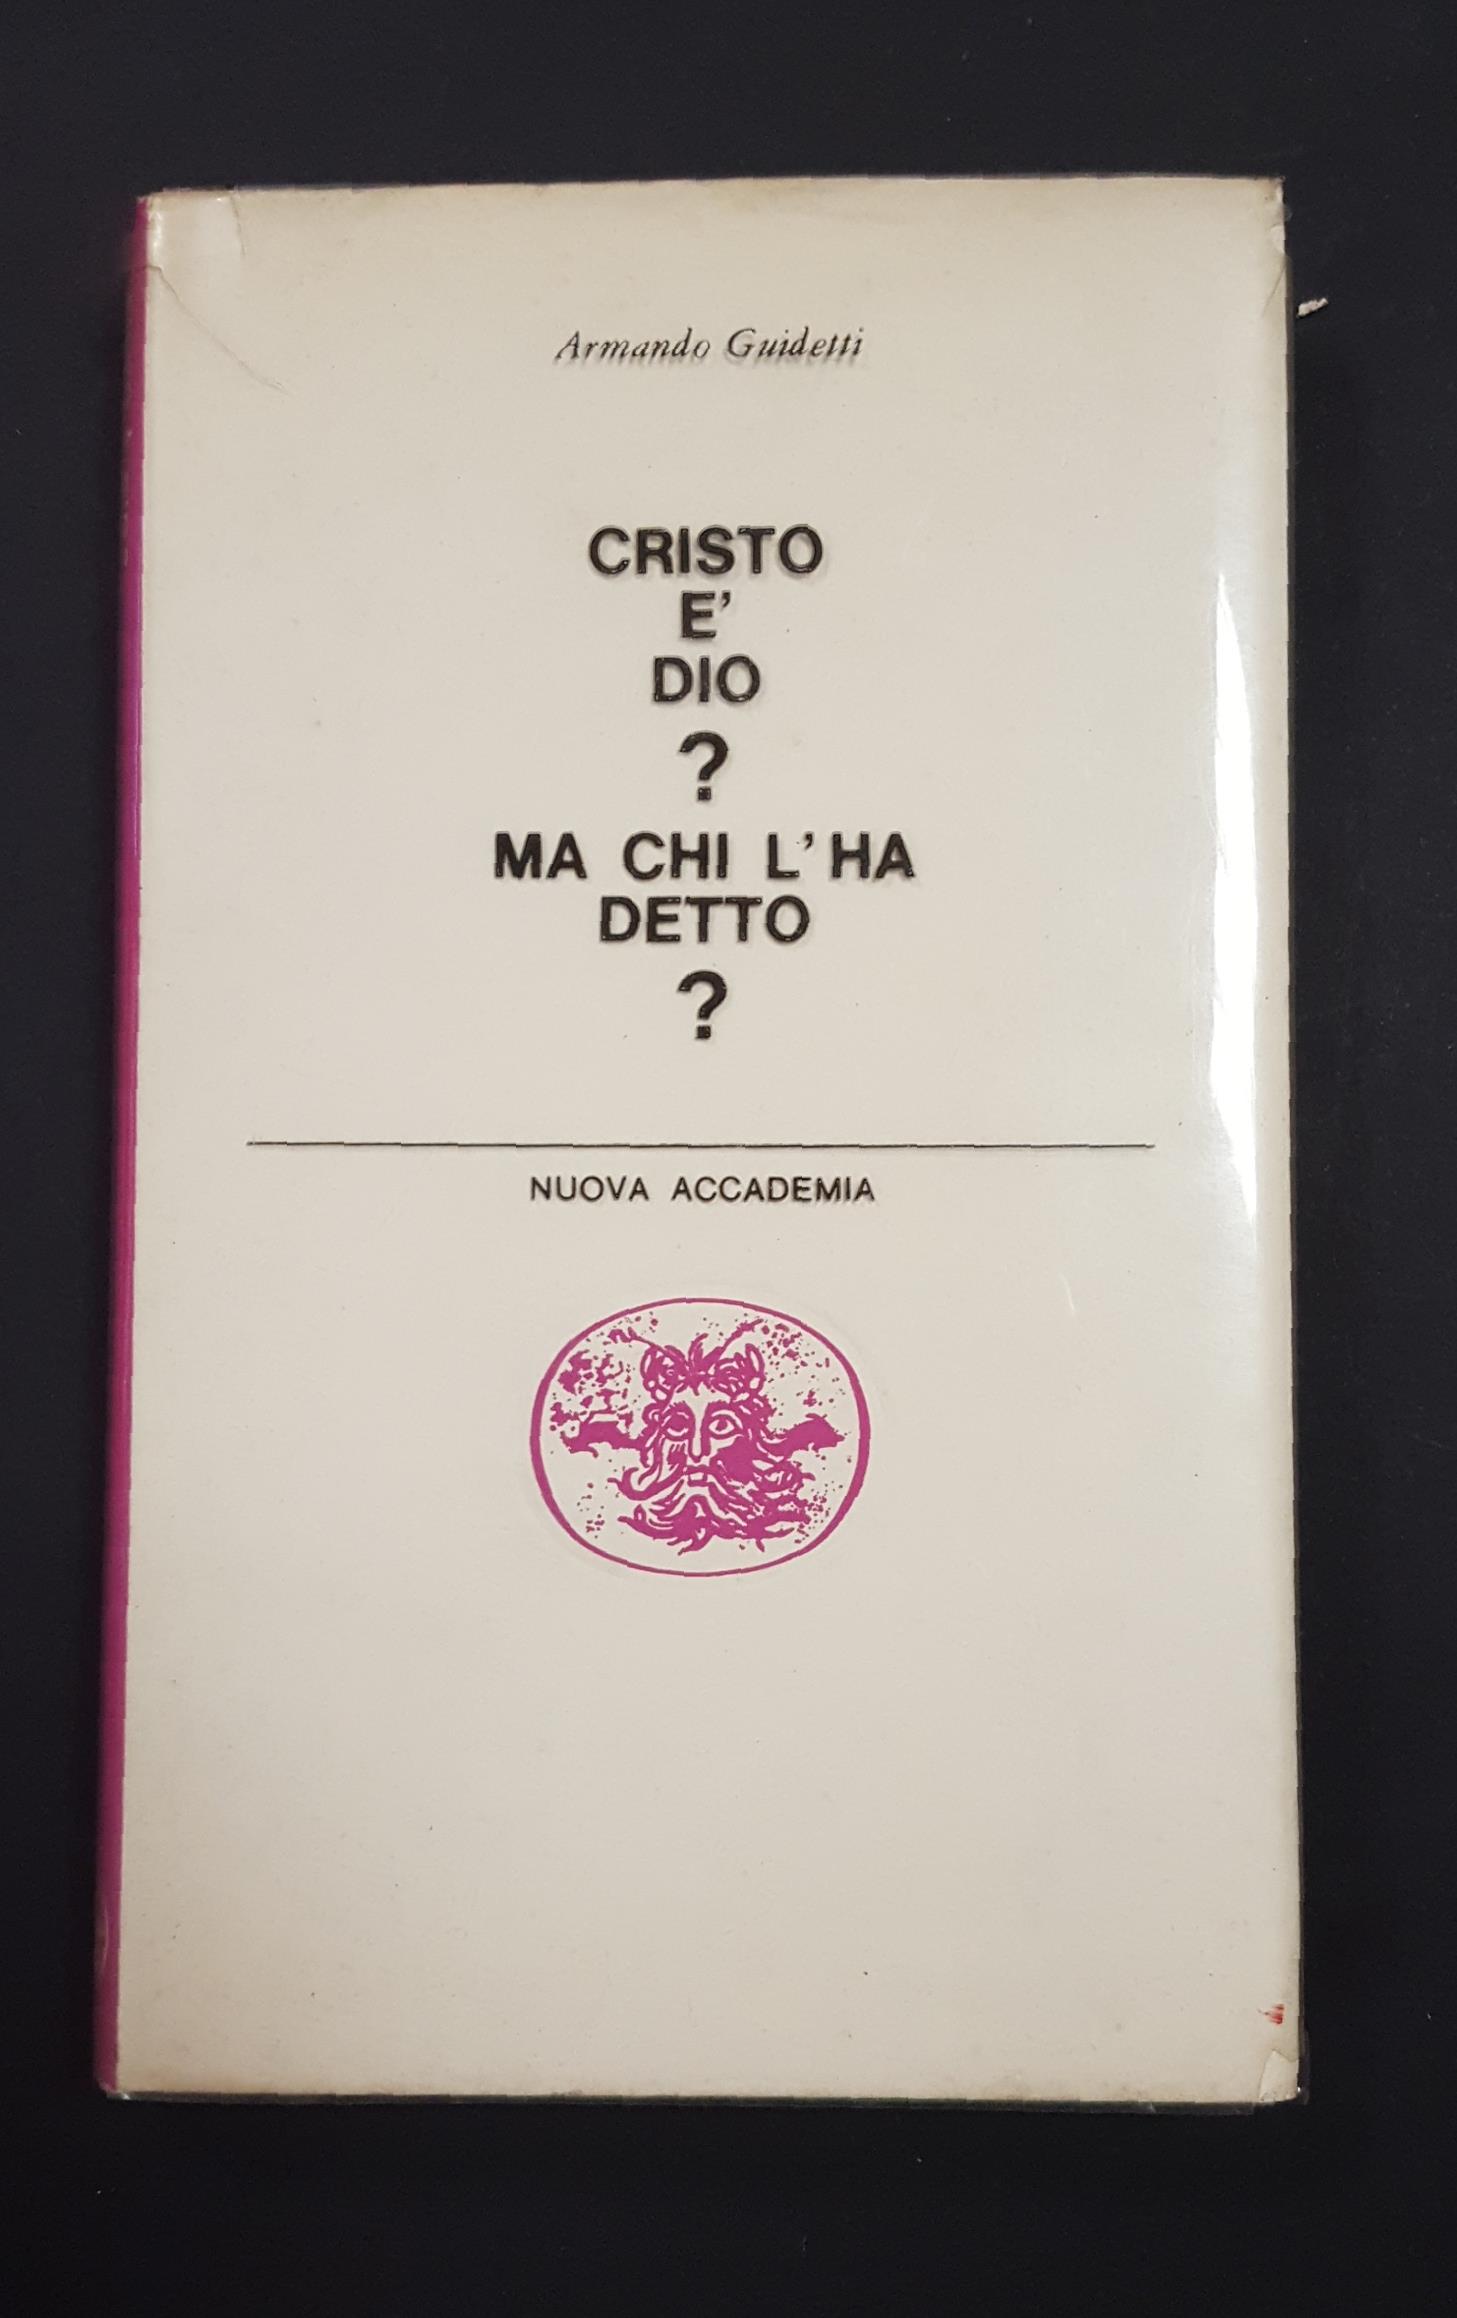 Armando Guidetti
CRISTO
E'
DIO
?
MA CHI L'HA
DETTO
?
NUOVA ACCADEMIA